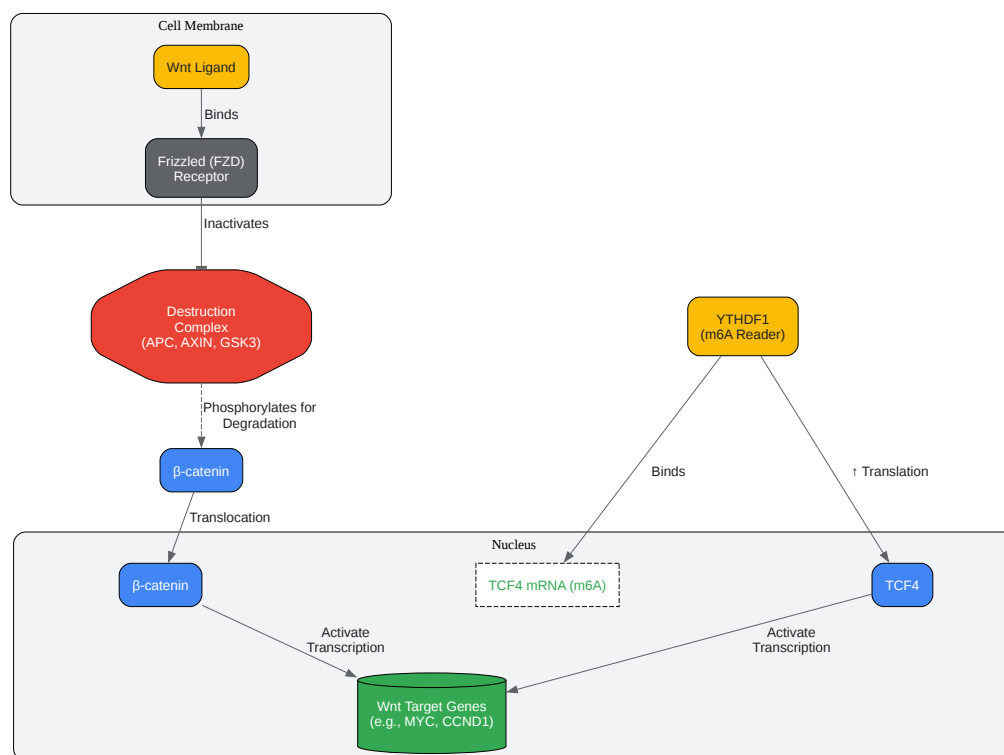 Cell Membrane
Wnt Ligand
Binds
Frizzled (FZD)
Receptor
Inactivates
Destruction
Complex
(APC, AXIN, GSK3)
YTHDF1
(m6A Reader)
Phosphorylates for
Degradation
β-catenin
Binds
↑ Translation
Translocation
Nucleus
β-catenin
TCF4 mRNA (m6A)
TCF4
Activate
Transcription
Activate
Transcription
Wnt Target Genes
(e.g., MYC, CCND1)